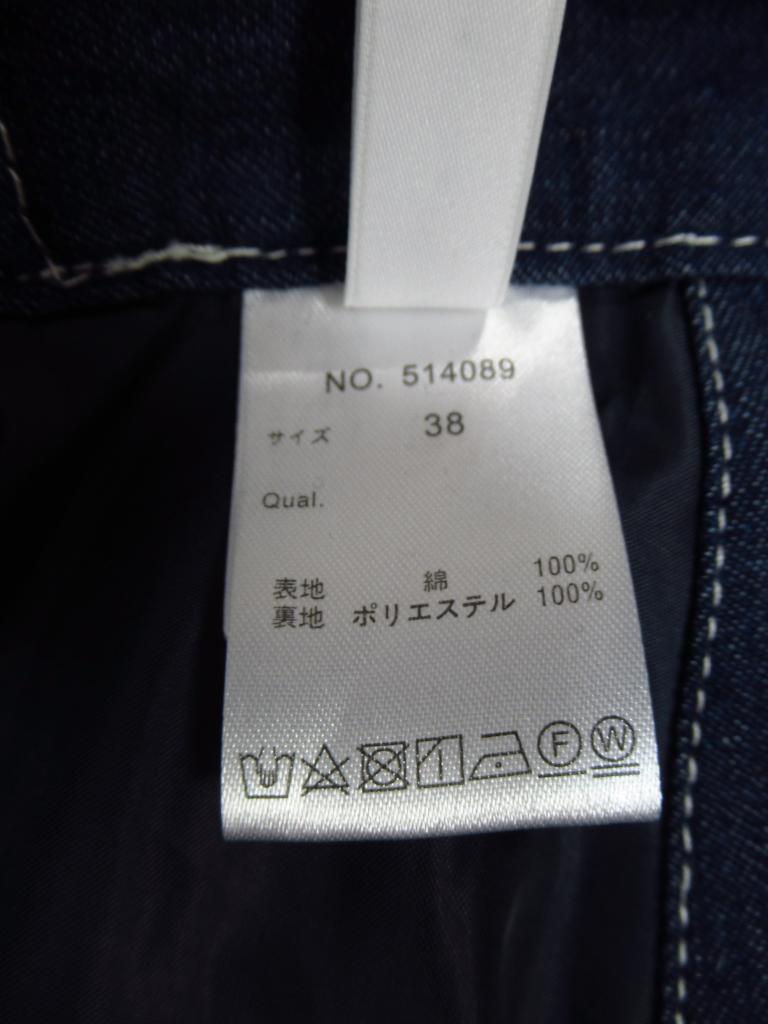 NO. 514089
サイズ 38
Qual.
表地 綿 100%
裏地 ポリエステル 100%
F W